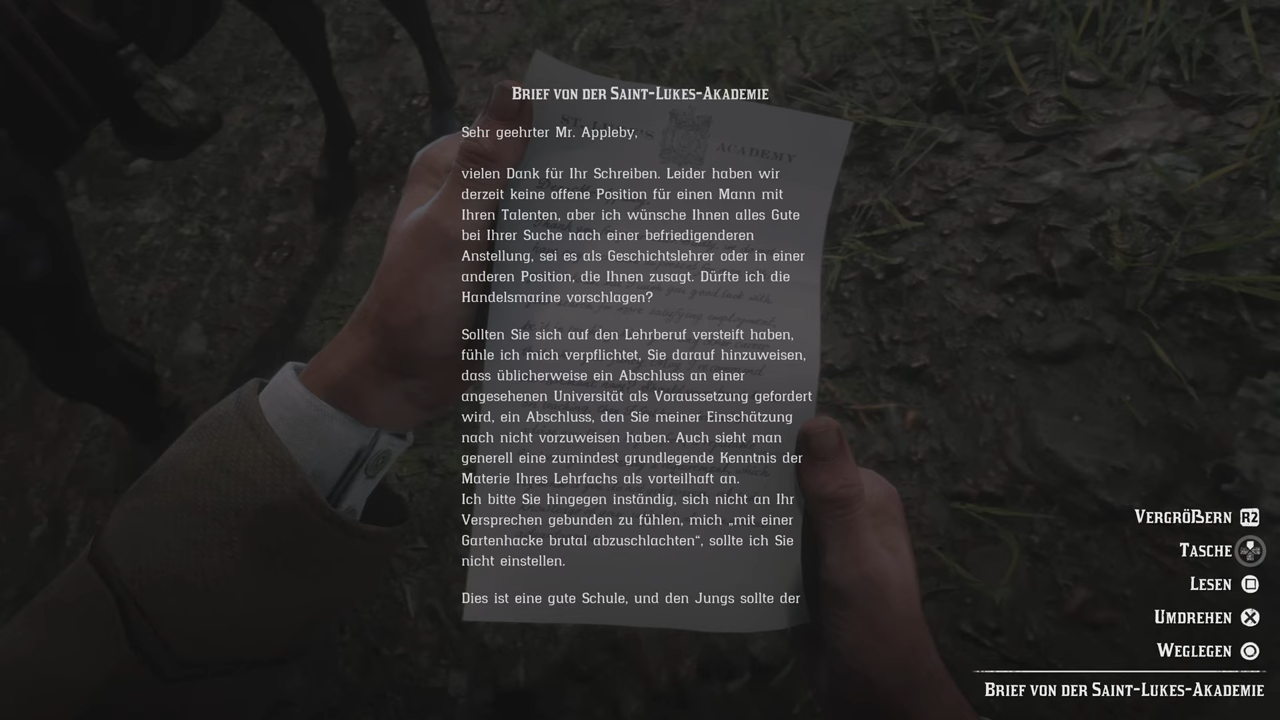 BRIEF VON DER SAINT-LUKES-AKADEMIE
Sehr geehrter Mr. Appleby,
vielen Dank für Ihr Schreiben. Leider haben wir
derzeit keine offene Position für einen Mann mit
Ihren Talenten, aber ich wünsche Ihnen alles Gute
bei Ihrer Suche nach einer befriedigenderen
Anstellung, sei es als Geschichtslehrer oder in einer
anderen Position, die Ihnen zusagt. Dürfte ich die
Handelsmarine vorschlagen?
Sollten Sie sich auf den Lehrberuf versteift haben,
fühle ich mich verpflichtet, Sie darauf hinzuweisen,
dass üblicherweise ein Abschluss an einer
angesehenen Universität als Voraussetzung gefordert
wird, ein Abschluss, den Sie meiner Einschätzung
nach nicht vorzuweisen haben. Auch sieht man
generell eine zumindest grundlegende Kenntnis der
Materie Ihres Lehrfachs als vorteilhaft an.
Ich bitte Sie hingegen inständig, sich nicht an Ihr
Versprechen gebunden zu fühlen, mich „mit einer
Gartenhacke brutal abzuschlachten“, sollte ich Sie
nicht einstellen.
Dies ist eine gute Schule, und den Jungs sollte der
ACADEMY
VERGRÖßERN R2
TASCHE
LESEN
UMDREHEN
WEGLEGEN
BRIEF VON DER SAINT-LUKES-AKADEMIE